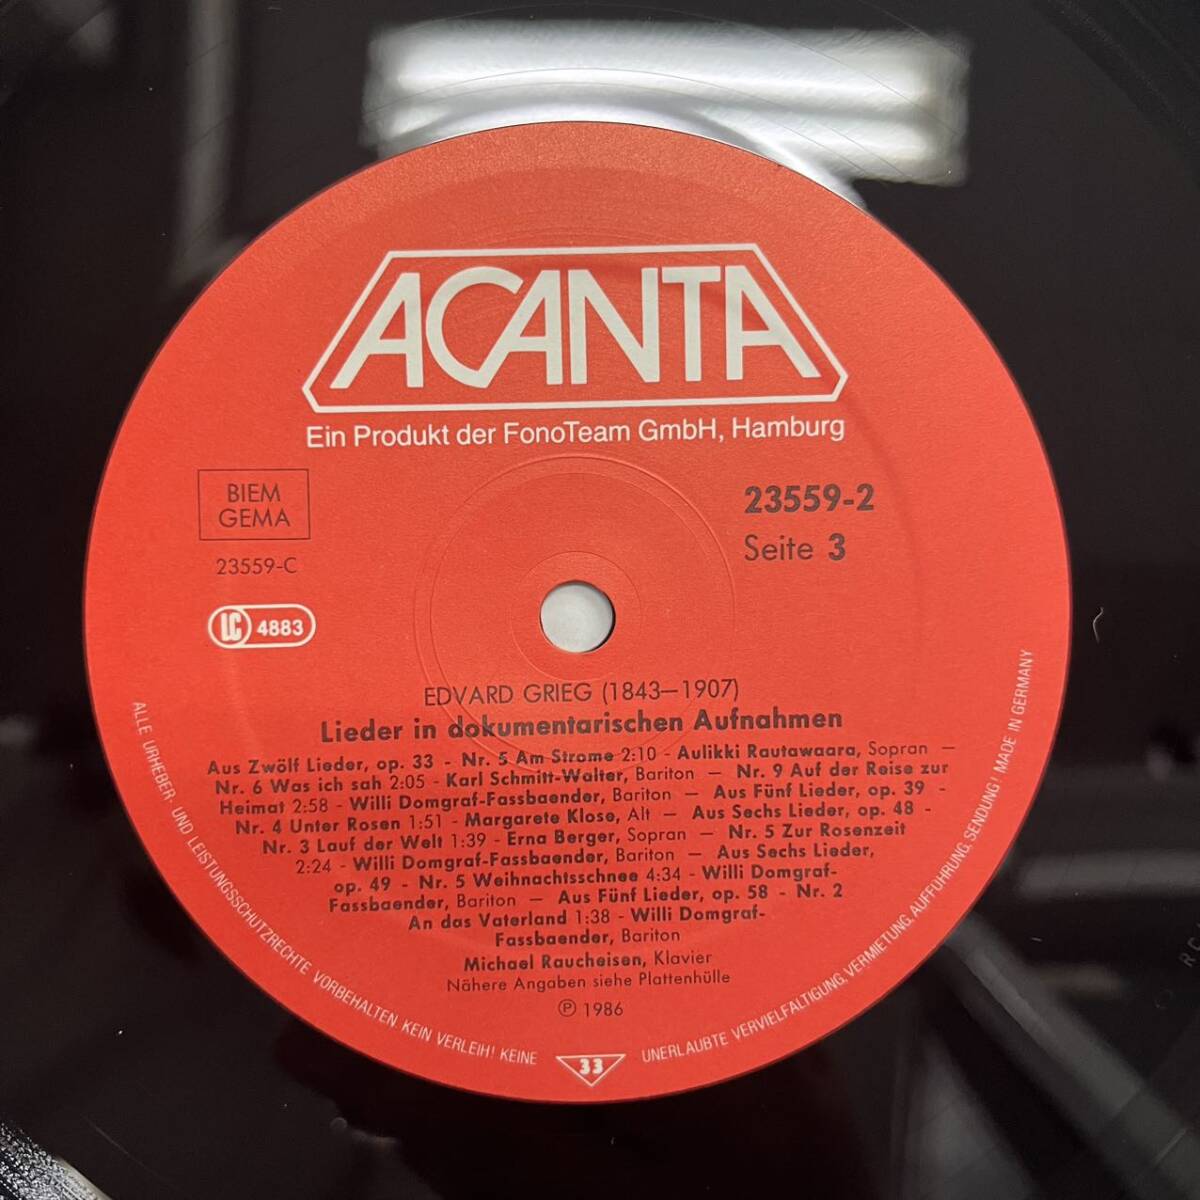 ACANTA
Ein Produkt der FonoTeam GmbH, Hamburg
BIEM
GEMA
23559-C
LC 4883
23559-2
Seite 3
EDVARD GRIEG (1843—1907)
Lieder in dokumentarischen Aufnahmen
Aus Zwölf Lieder, op. 33 - Nr. 5 Am Strome 2:10 - Aulikki Rautawaara, Sopran —
Nr. 6 Was ich sah 2:05 - Karl Schmitt-Walter, Bariton — Nr. 9 Auf der Reise zur
Heimat 2:58 - Willi Domgraf-Fassbaender, Bariton — Aus Fünf Lieder, op. 39 -
Nr. 4 Unter Rosen 1:51 - Margarete Klose, Alt — Aus Sechs Lieder, op. 48 -
Nr. 3 Lauf der Welt 1:39 - Erna Berger, Sopran — Nr. 5 Zur Rosenzeit
2:24 - Willi Domgraf-Fassbaender, Bariton — Aus Sechs Lieder,
op. 49 - Nr. 5 Weihnachtsschnee 4:34 - Willi Domgraf-
Fassbaender, Bariton — Aus Fünf Lieder, op. 58 - Nr. 2
An das Vaterland 1:38 - Willi Domgraf-
Fassbaender, Bariton
Michael Raucheisen, Klavier
Nähere Angaben siehe Plattenhülle
℗ 1986
ALLE URHEBER- UND LEISTUNGSSCHUTZRECHTE VORBEHALTEN KEIN VERLEIH! KEINE
33
UNERLAUBTE VERVIELFÄLTIGUNG, VERMIETUNG, AUFFÜHRUNG, SENDUNG! MADE IN GERMANY